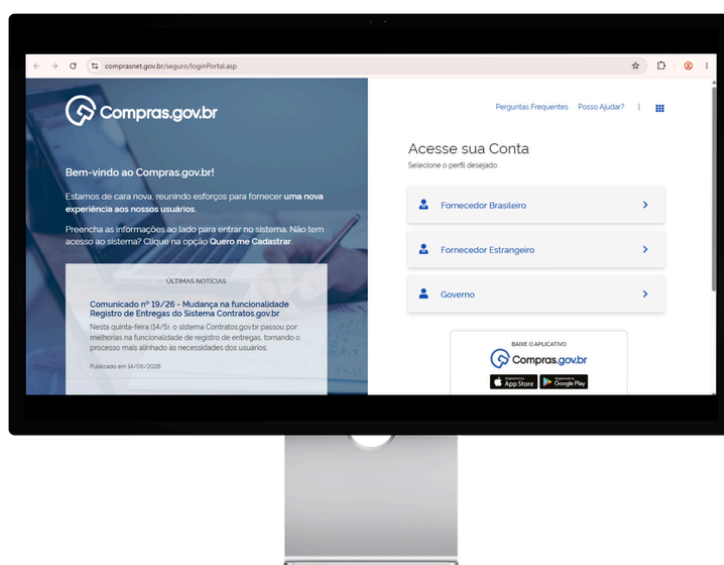 comprasnet.gov.br/seguro/loginPortal.asp
Compras.gov.br
Bem-vindo ao Compras.gov.br!
Estamos de cara nova, reunindo esforços para fornecer uma nova
experiência aos nossos usuários.
Preencha as informações ao lado para entrar no sistema. Não tem
acesso ao sistema? Clique na opção Quero me Cadastrar.
ÚLTIMAS NOTÍCIAS
Comunicado nº 19/26 - Mudança na funcionalidade
Registro de Entregas do Sistema Contratos.gov.br
Nesta quinta-feira (14/5), o sistema Contratos.gov.br passou por
melhorias na funcionalidade de registro de entregas, tornando o
processo mais alinhado às necessidades dos usuários.
Publicado em 14/05/2026
Perguntas Frequentes Posso Ajudar?
Acesse sua Conta
Selecione o perfil desejado.
Fornecedor Brasileiro
Fornecedor Estrangeiro
Governo
BAIXE O APLICATIVO
Compras.gov.br
App Store
Google Play